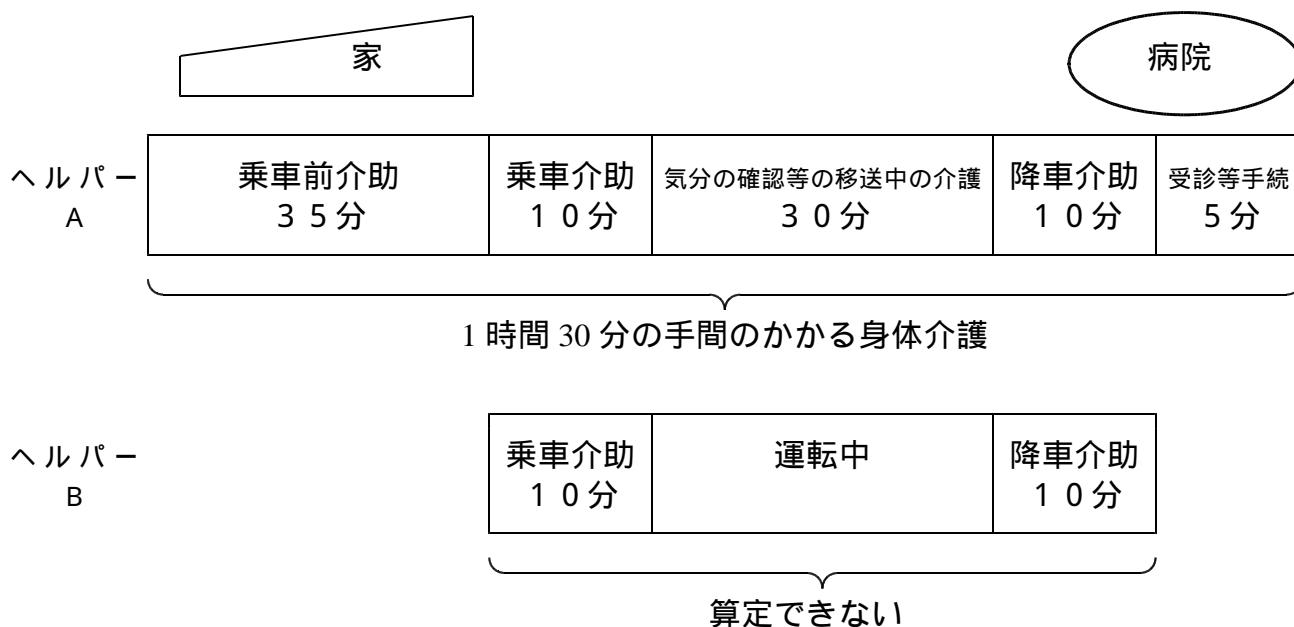 家
病院
ヘルパー
A
乗車前介助
35分
乗車介助
10分
気分の確認等の移送中の介護
30分
降車介助
10分
受診等手続
5分
1時間30分の手間のかかる身体介護
ヘルパー
B
乗車介助
10分
運転中
降車介助
10分
算定できない